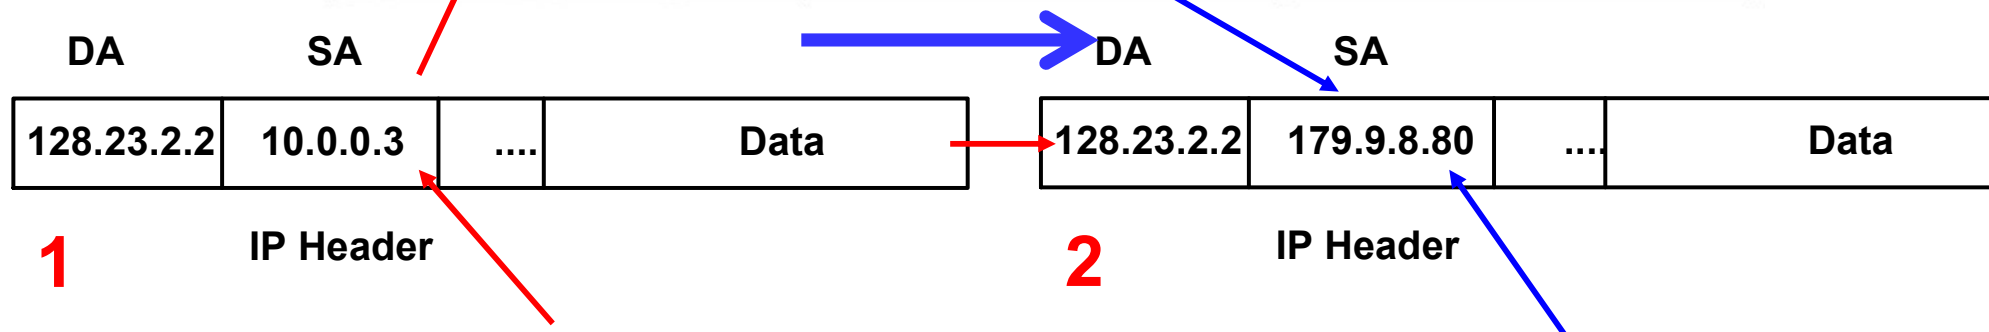 DA SA DA SA
128.23.2.2 10.0.0.3 .... Data 128.23.2.2 179.9.8.80 .... Data
1 IP Header 2 IP Header